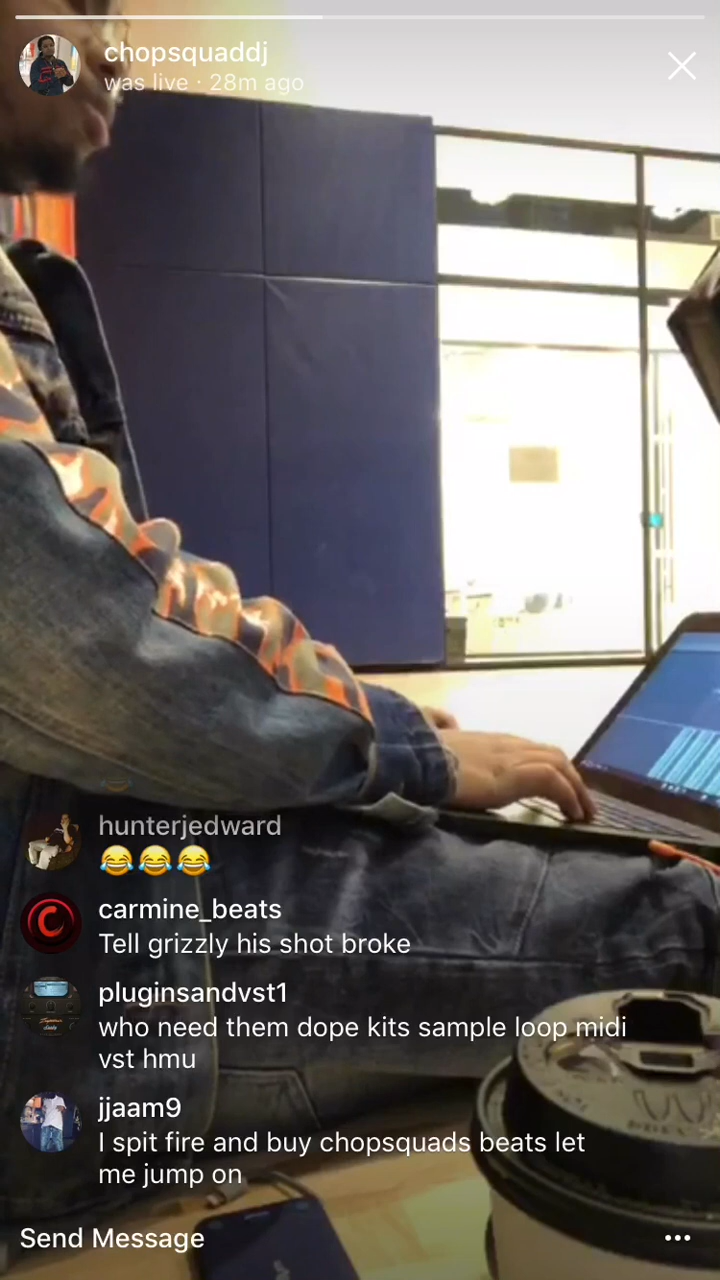 chopsquaddj
was live · 28m ago
hunterjedward
😂😂😂
carmine_beats
Tell grizzly his shot broke
pluginsandvst1
who need them dope kits sample loop midi
vst hmu
jjaam9
I spit fire and buy chopsquads beats let
me jump on
Send Message